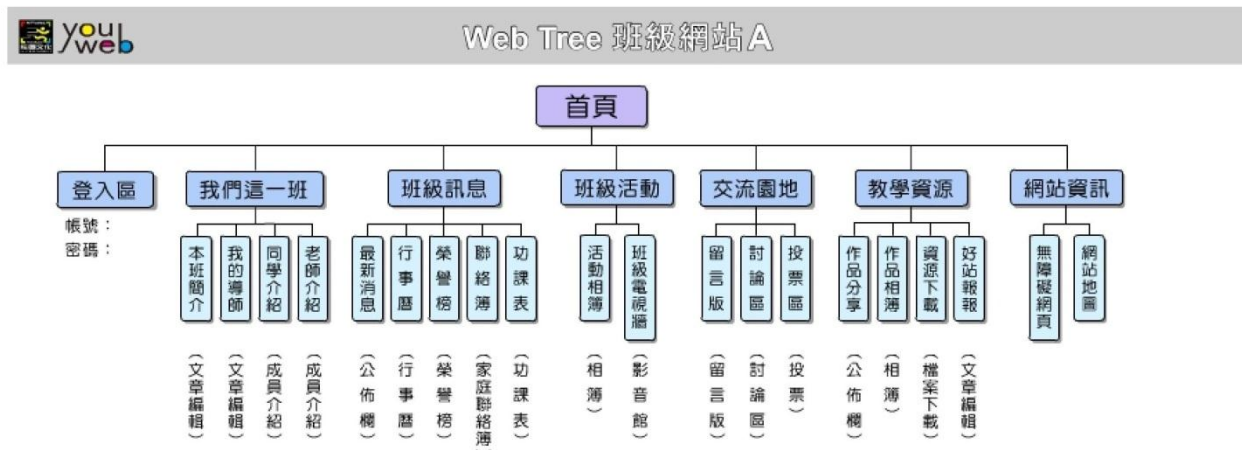 you web
Web Tree 班級網站A
首頁
登入區
我們這一班
班級訊息
班級活動
交流園地
教學資源
網站資訊
帳號：
密碼：
本班簡介
我的導師
同學介紹
老師介紹
最新消息
行事曆
榮譽榜
聯絡簿
功課表
活動相簿
班級電視牆
留言版
討論區
投票區
作品分享
作品相簿
資源下載
好站報報
無障礙網頁
網站地圖
（文章編輯）
（文章編輯）
（成員介紹）
（成員介紹）
（公佈欄）
（行事曆）
（榮譽榜）
（家庭聯絡簿
（功課表）
（相簿）
（影音館）
（留言版）
（討論區）
（投票）
（公佈欄）
（相簿）
（檔案下載）
（文章編輯）